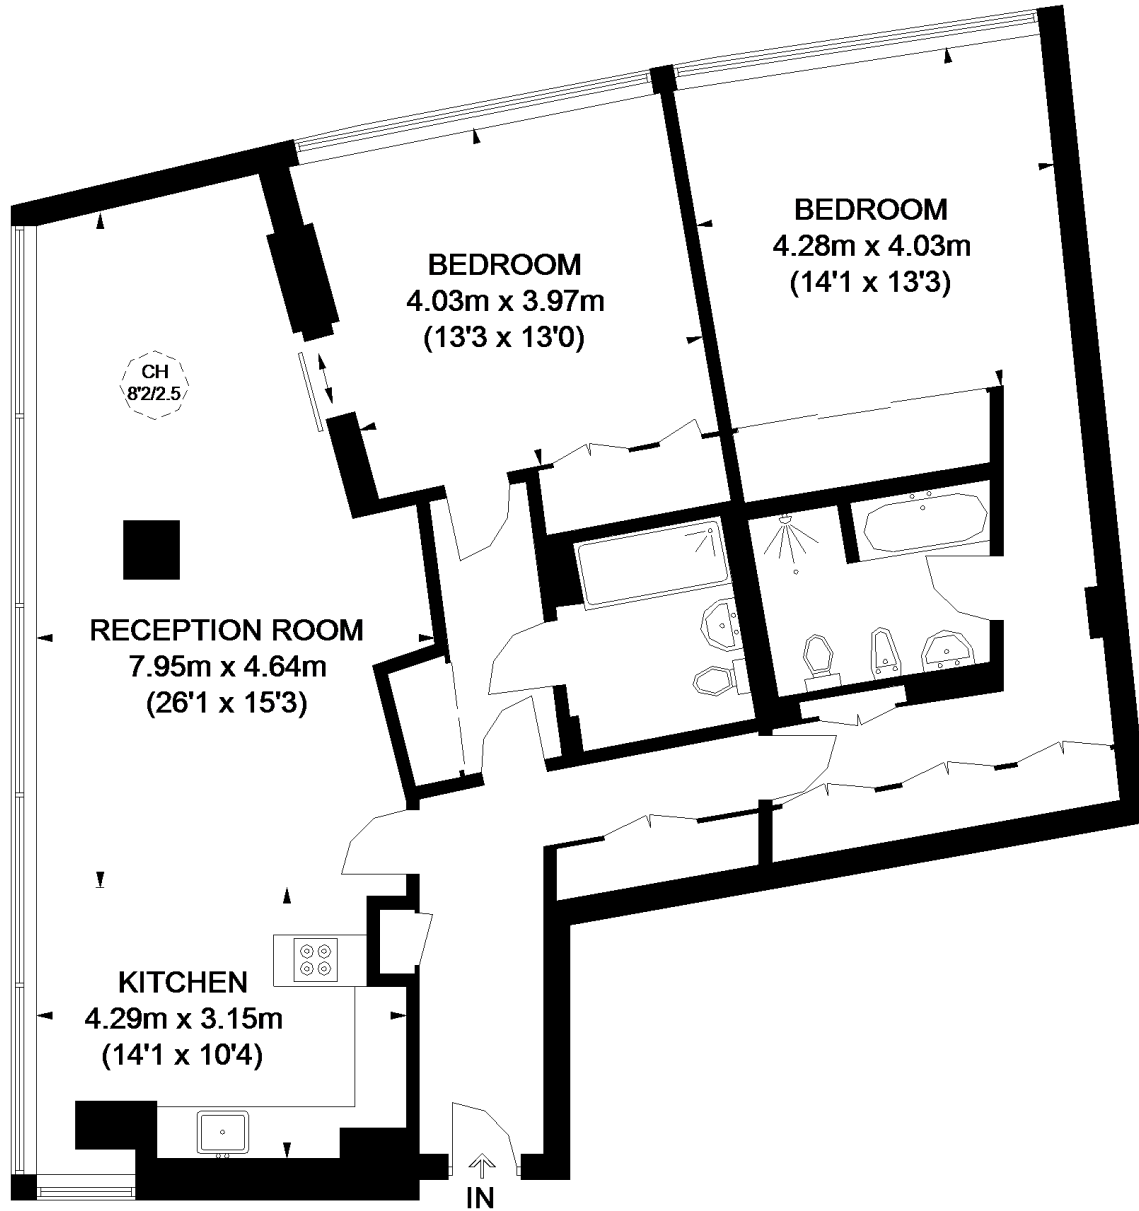 BEDROOM
4.28m x 4.03m
(14'1 x 13'3)
BEDROOM
4.03m x 3.97m
(13'3 x 13'0)
CH
8'2/2.5
RECEPTION ROOM
7.95m x 4.64m
(26'1 x 15'3)
KITCHEN
4.29m x 3.15m
(14'1 x 10'4)
IN